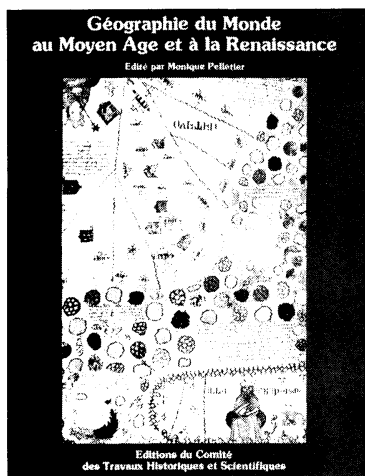 Géographie du Monde
au Moyen Age et à la Renaissance
Edité par Monique Pelletier
Editions du Comité
des Travaux Historiques et Scientifiques